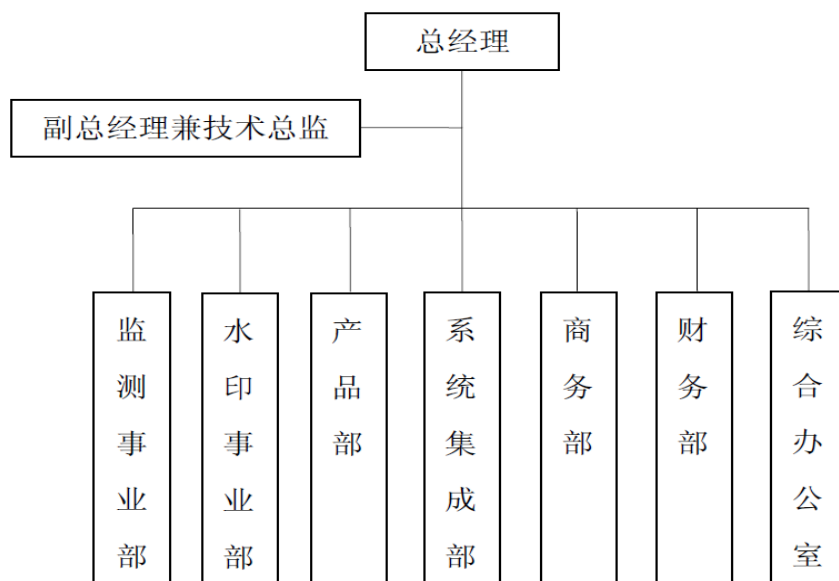 总经理
副总经理兼技术总监
监测事业部
水印事业部
产品部
系统集成部
商务部
财务部
综合办公室